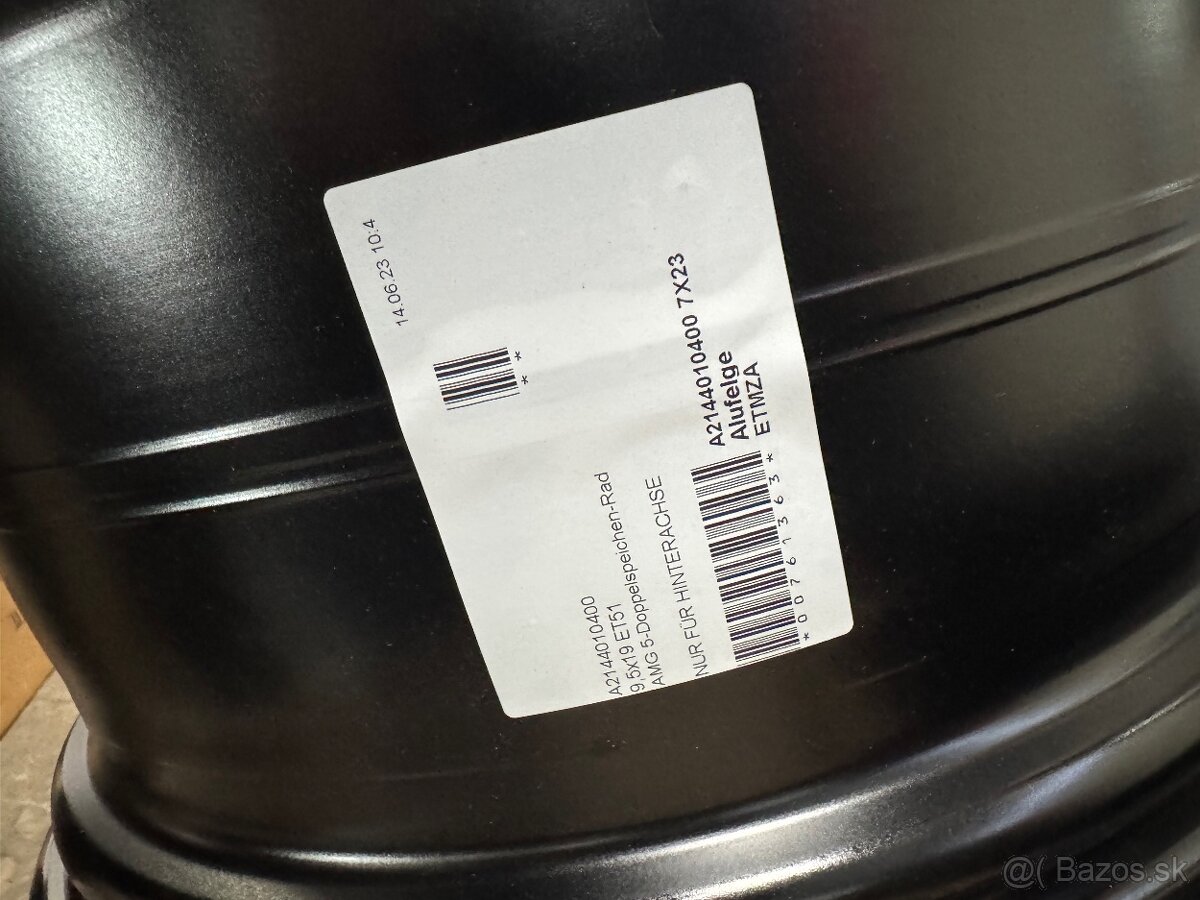 14.06.23 10:4
* *
A2144010400
9,5x19 ET51
AMG 5-Doppelspeichen-Rad
NUR FÜR HINTERACHSE
A2144010400 7X23
Alufelge
ETMZA
*00761363*
@( Bazos.sk